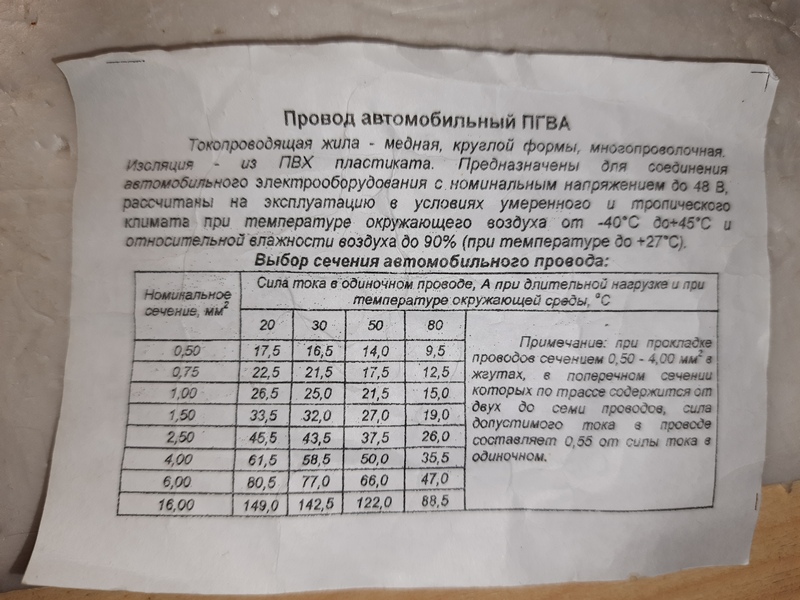 Провод автомобильный ПГВА
Токопроводящая жила - медная, круглой формы, многопроволочная.
Изоляция - из ПВХ пластиката. Предназначены для соединения
автомобильного электрооборудования с номинальным напряжением до 48 В,
рассчитаны на эксплуатацию в условиях умеренного и тропического
климата при температуре окружающего воздуха от -40°С до+45°С и
относительной влажности воздуха до 90% (при температуре до +27°С).
Выбор сечения автомобильного провода:
Номинальное
сечение, мм²
Сила тока в одиночном проводе, А при длительной нагрузке и при
температуре окружающей среды, °С
20 30 50 80
0,50 17,5 16,5 14,0 9,5
0,75 22,5 21,5 17,5 12,5
1,00 26,5 25,0 21,5 15,0
1,50 33,5 32,0 27,0 19,0
2,50 45,5 43,5 37,5 26,0
4,00 61,5 58,5 50,0 35,5
6,00 80,5 77,0 66,0 47,0
16,00 149,0 142,5 122,0 88,5
Примечание: при прокладке
проводов сечением 0,50 - 4,00 мм² в
жгутах, в поперечном сечении
которых по трассе содержится от
двух до семи проводов, сила
допустимого тока в проводе
составляет 0,55 от силы тока в
одиночном.